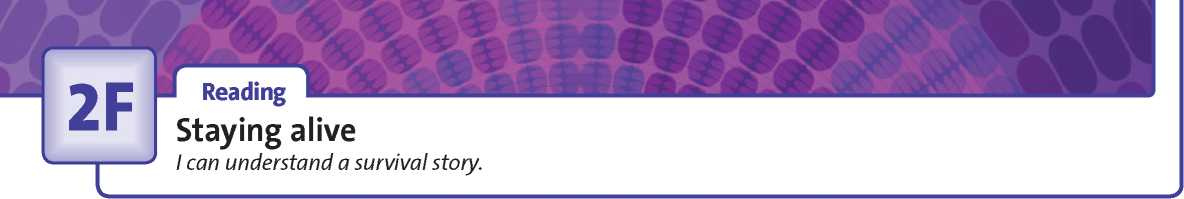 2F
Reading
Staying alive
I can understand a survival story.